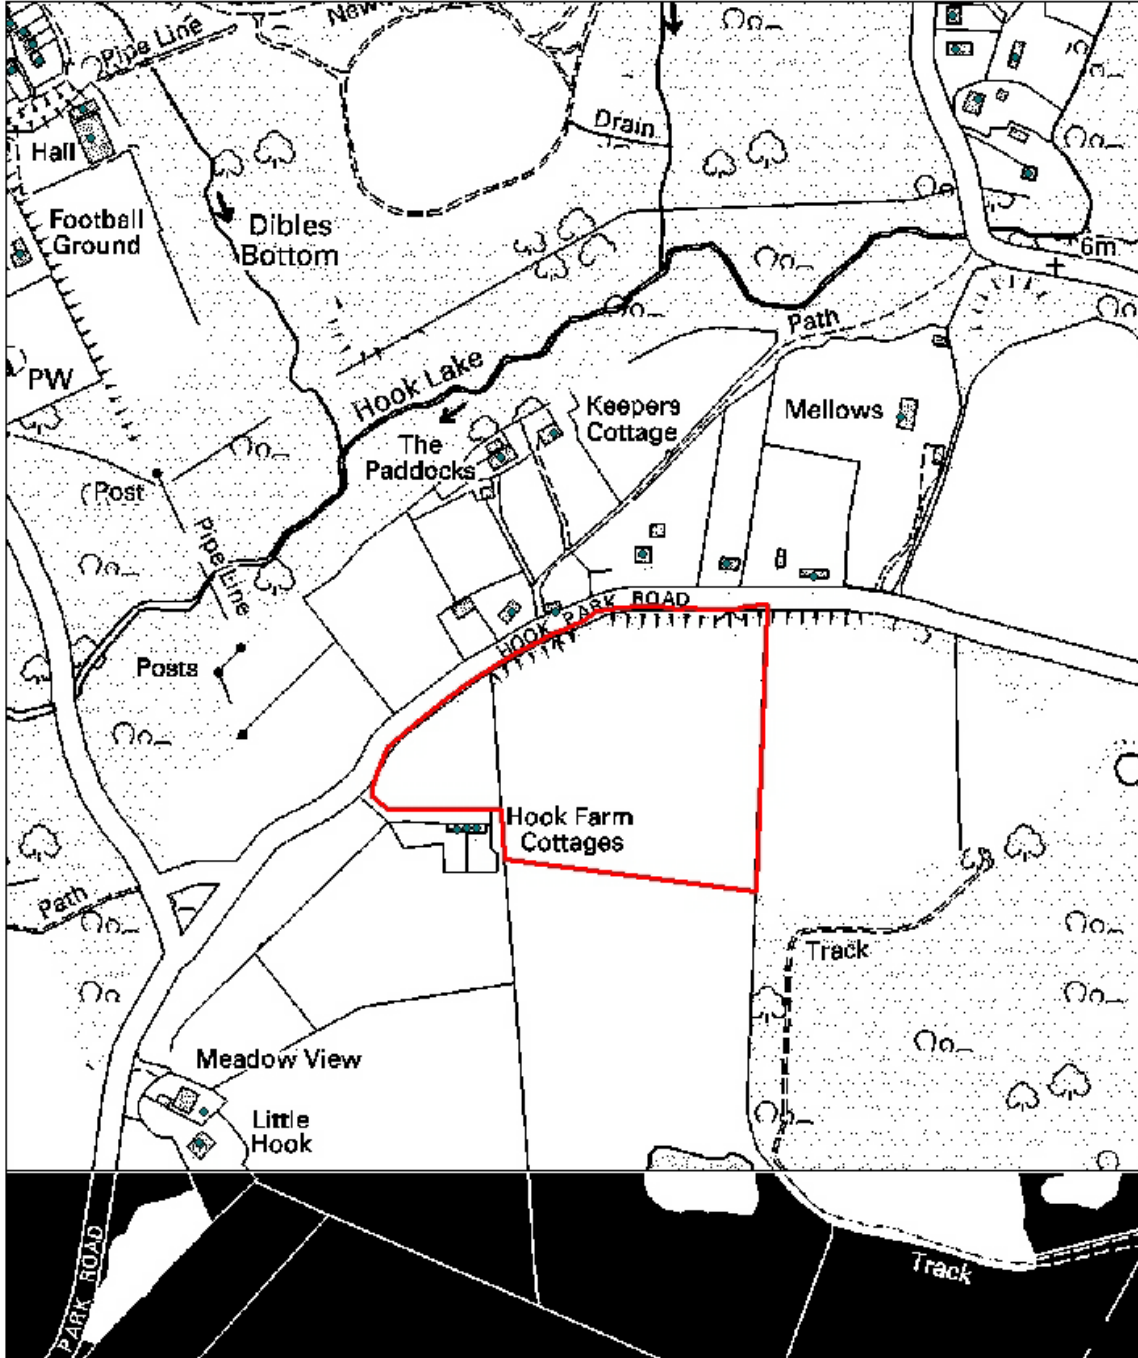 Newt
Pipe Line
Drain
Hall
Football
Ground
Dibles
Bottom
6m
Path
PW
Hook Lake
Keepers
Cottage
Mellows
The
Paddocks
Post
Pipe Line
HOOK PARK ROAD
Posts
Hook Farm
Cottages
Path
Track
Meadow View
Little
Hook
PARK ROAD
Track